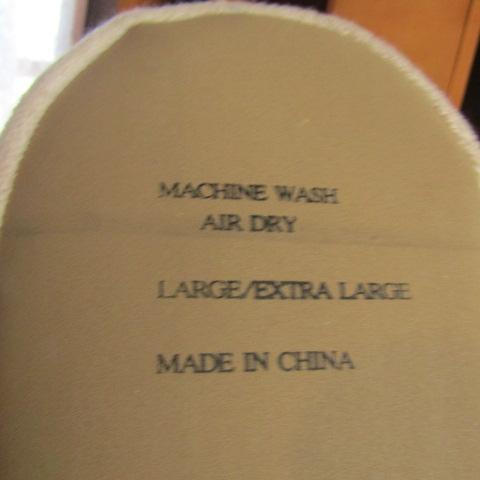 MACHINE WASH
AIR DRY
LARGE/EXTRA LARGE
MADE IN CHINA